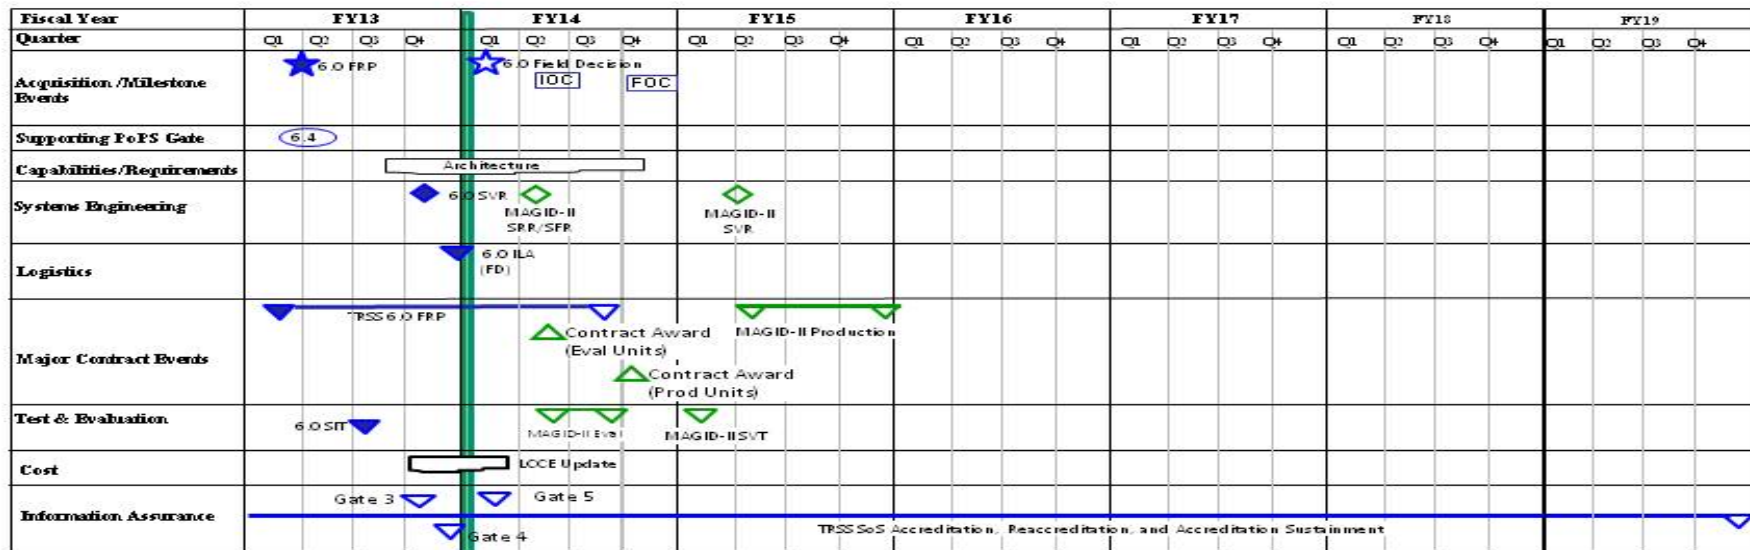 Fiscal Year FY13 FY14 FY15 FY16 FY17 FY18 FY19
Quarter Q1 Q2 Q3 Q4 Q1 Q2 Q3 Q4 Q1 Q2 Q3 Q4 Q1 Q2 Q3 Q4 Q1 Q2 Q3 Q4 Q1 Q2 Q3 Q4 Q1 Q2 Q3 Q4
Acquisition /Milestone
Events
6.0 FRP
6.0 Field Decision
IOC
FOC
Supporting PoPS Gate
6.4
Capabilities/Requirements
Architecture
Systems Engineering
6.0 SVR
MAGID-II
SRR/SFR
MAGID-II
SVR
Logistics
6.0 ILA
(FD)
Major Contract Events
TRSS 6.0 FRP
Contract Award
(Eval Units)
Contract Award
(Prod Units)
MAGID-II Production
Test & Evaluation
6.0 SIT
MAGID-II Eval
MAGID-II SVT
Cost
LCCE Update
Information Assurance
Gate 3
Gate 4
Gate 5
TRSS SoS Accreditation, Reaccreditation, and Accreditation Sustainment